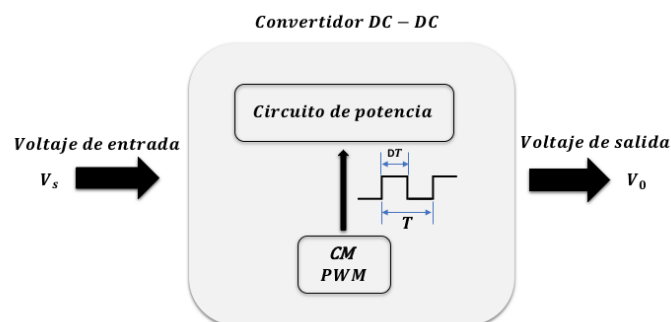 Convertidor DC − DC
Circuito de potencia
Voltaje de entrada
V_s
Voltaje de salida
V_0
DT
T
CM
PWM